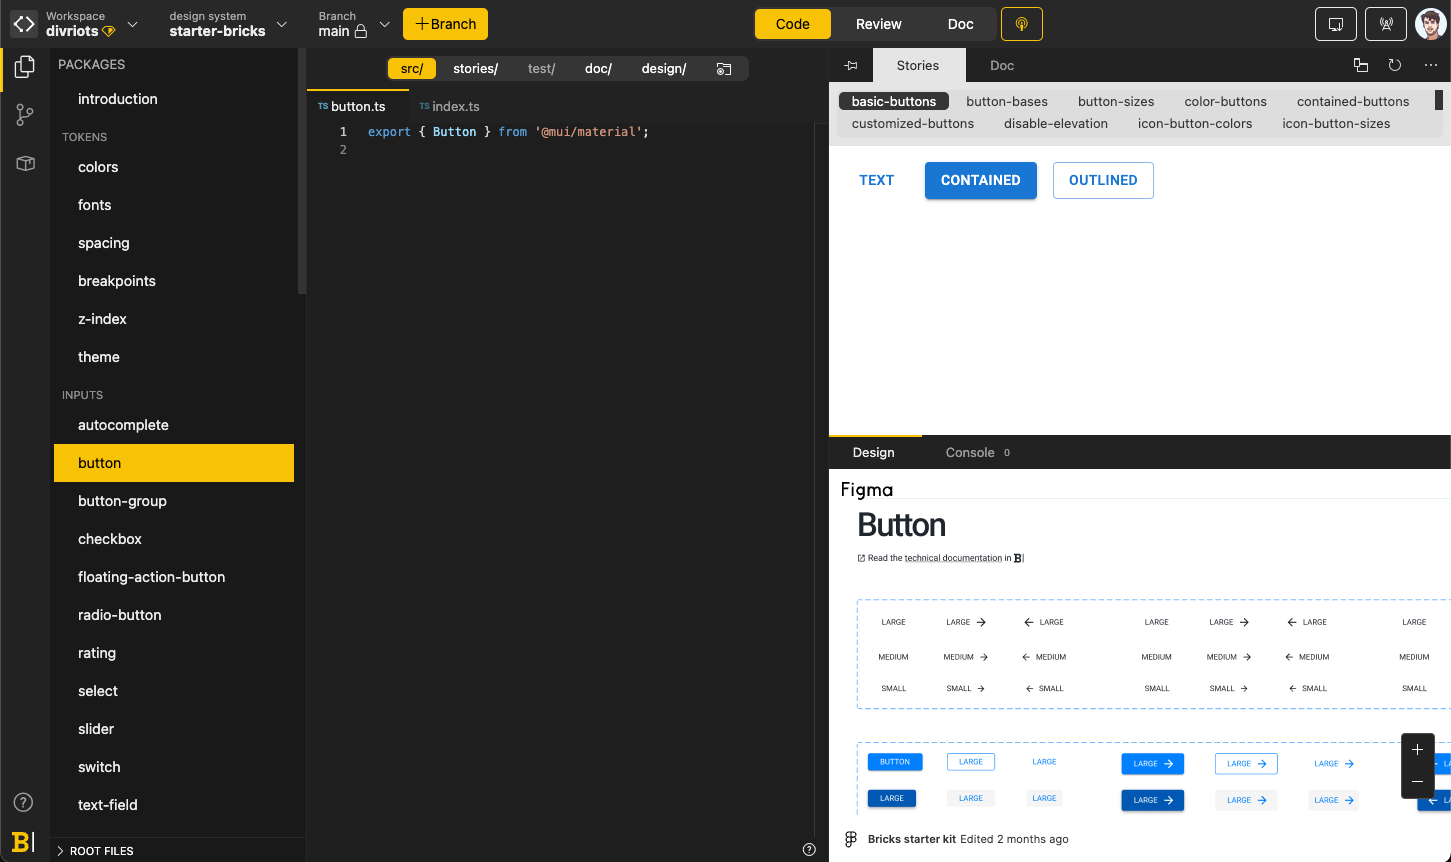 Workspace
divriots
design system
starter-bricks
Branch
main
+Branch
Code
Review
Doc
PACKAGES
introduction
TOKENS
colors
fonts
spacing
breakpoints
z-index
theme
INPUTS
autocomplete
button
button-group
checkbox
floating-action-button
radio-button
rating
select
slider
switch
text-field
ROOT FILES
src/ stories/ test/ doc/ design/
TS button.ts TS index.ts
1 export { Button } from '@mui/material';
2
Stories Doc
basic-buttons button-bases button-sizes color-buttons contained-buttons
customized-buttons disable-elevation icon-button-colors icon-button-sizes
TEXT CONTAINED OUTLINED
Design Console 0
Figma
Button
Read the technical documentation in B|
LARGE LARGE → ← LARGE LARGE LARGE → ← LARGE LARGE
MEDIUM MEDIUM → ← MEDIUM MEDIUM MEDIUM → ← MEDIUM MEDIUM
SMALL SMALL → ← SMALL SMALL SMALL → ← SMALL SMALL
BUTTON LARGE LARGE LARGE → LARGE → LARGE → ← LA
LARGE LARGE LARGE LARGE → LARGE → LARGE → ← LA
Bricks starter kit Edited 2 months ago
B|